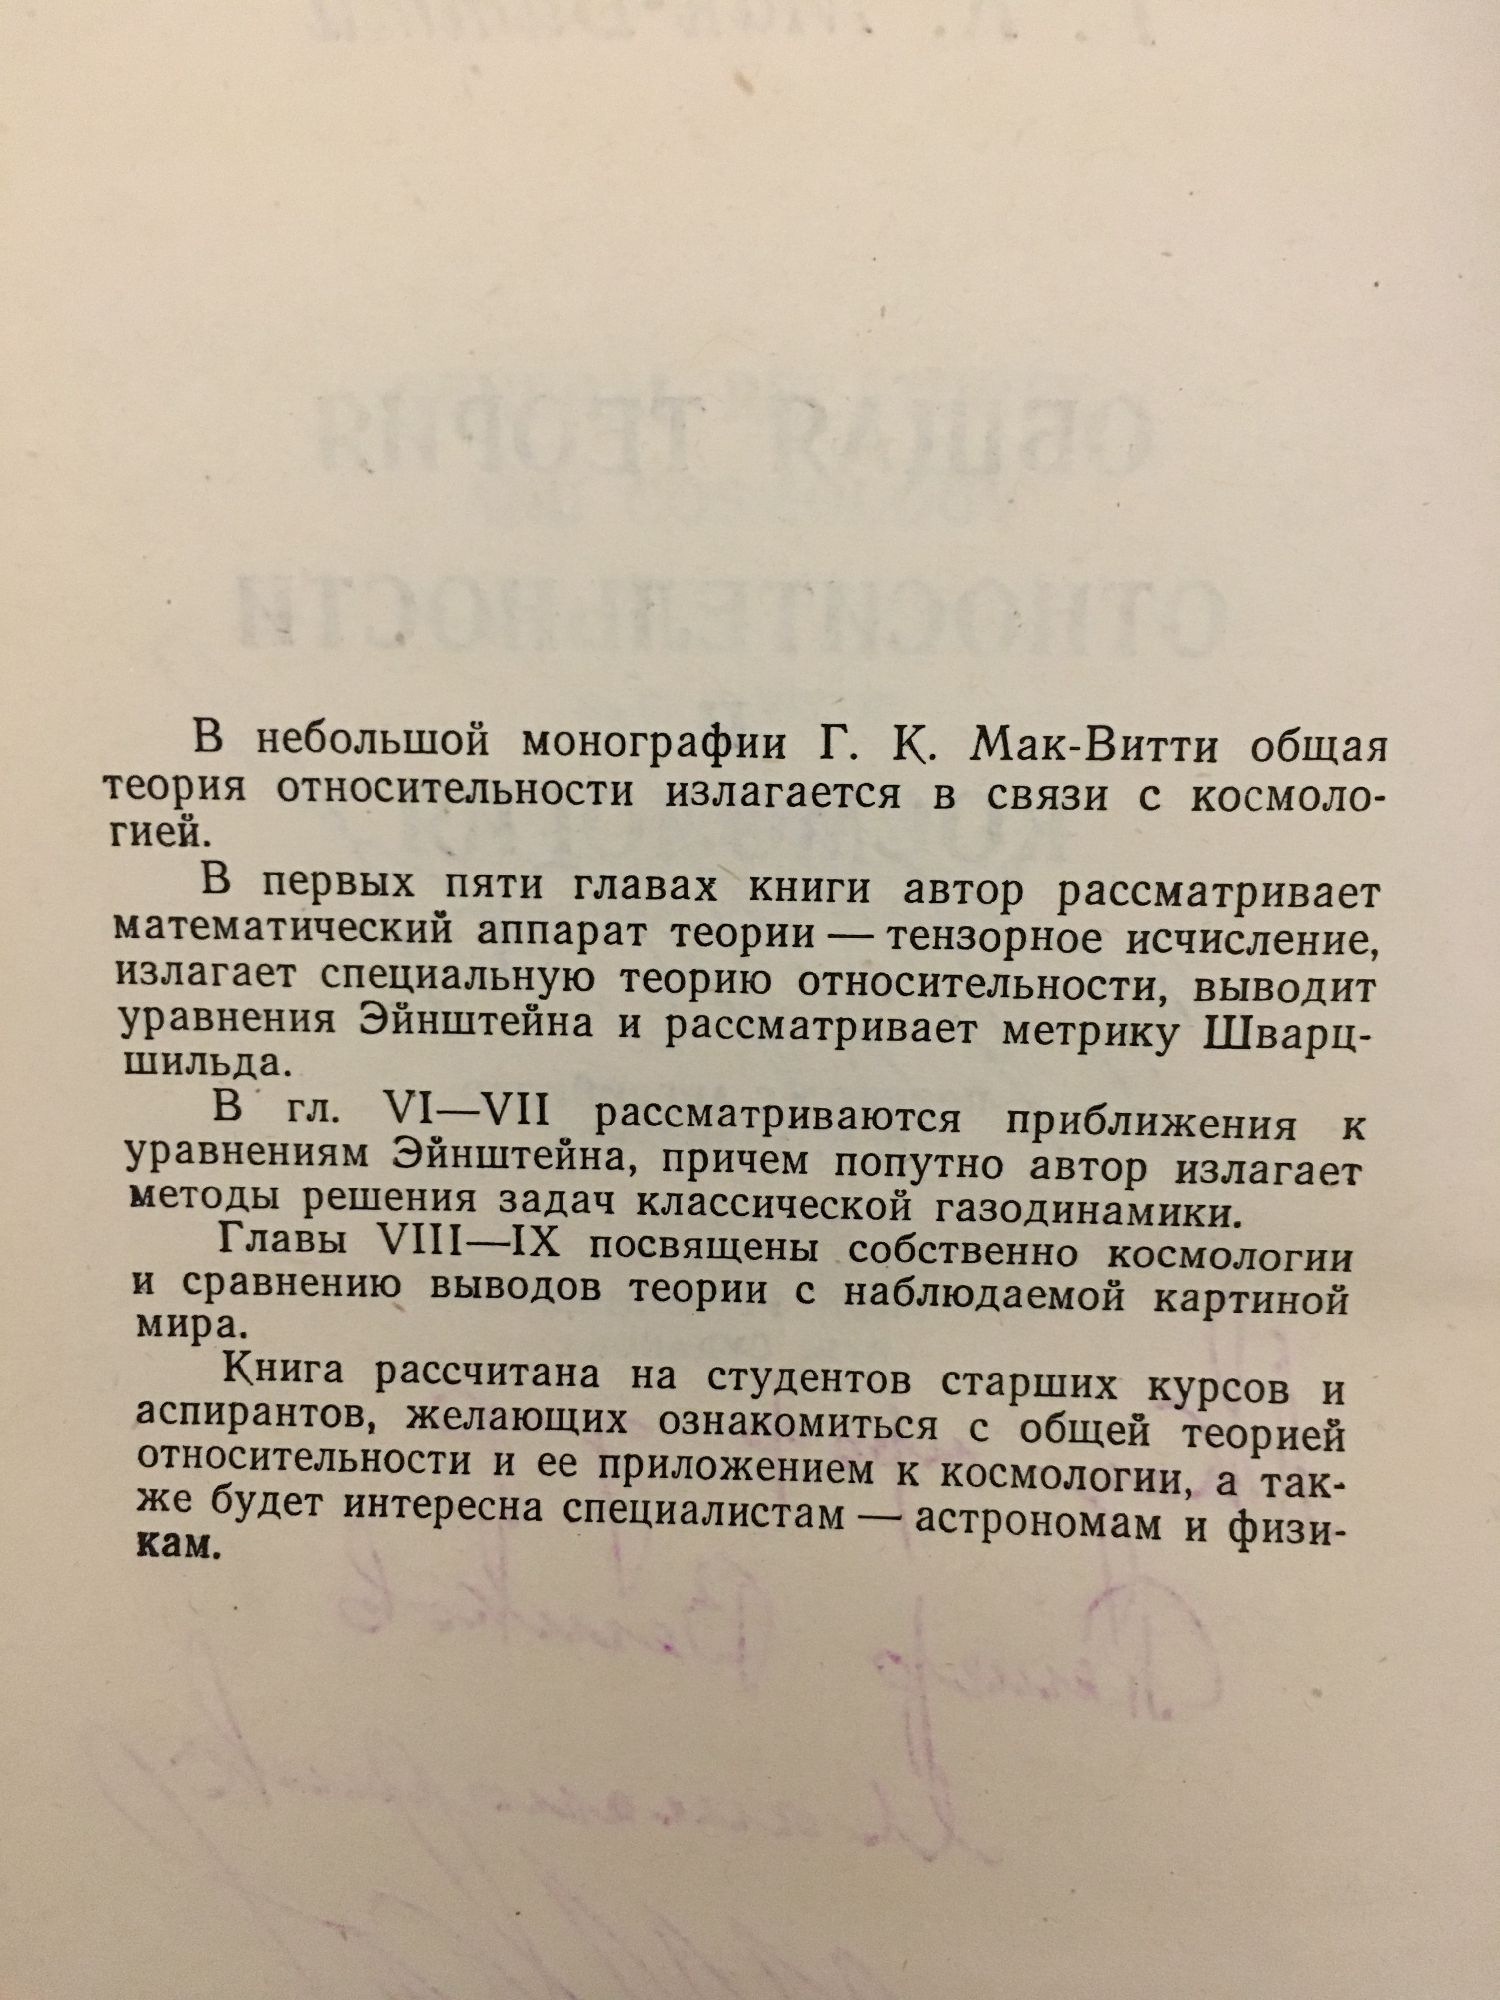 ОБЩАЯ ТЕОРИЯ
ОТНОСИТЕЛЬНОСТИ
В небольшой монографии Г. К. Мак-Витти общая
теория относительности излагается в связи с космоло-
гией.
В первых пяти главах книги автор рассматривает
математический аппарат теории — тензорное исчисление,
излагает специальную теорию относительности, выводит
уравнения Эйнштейна и рассматривает метрику Шварц-
шильда.
В гл. VI—VII рассматриваются приближения к
уравнениям Эйнштейна, причем попутно автор излагает
методы решения задач классической газодинамики.
Главы VIII—IX посвящены собственно космологии
и сравнению выводов теории с наблюдаемой картиной
мира.
Книга рассчитана на студентов старших курсов и
аспирантов, желающих ознакомиться с общей теорией
относительности и ее приложением к космологии, а так-
же будет интересна специалистам — астрономам и физи-
кам.